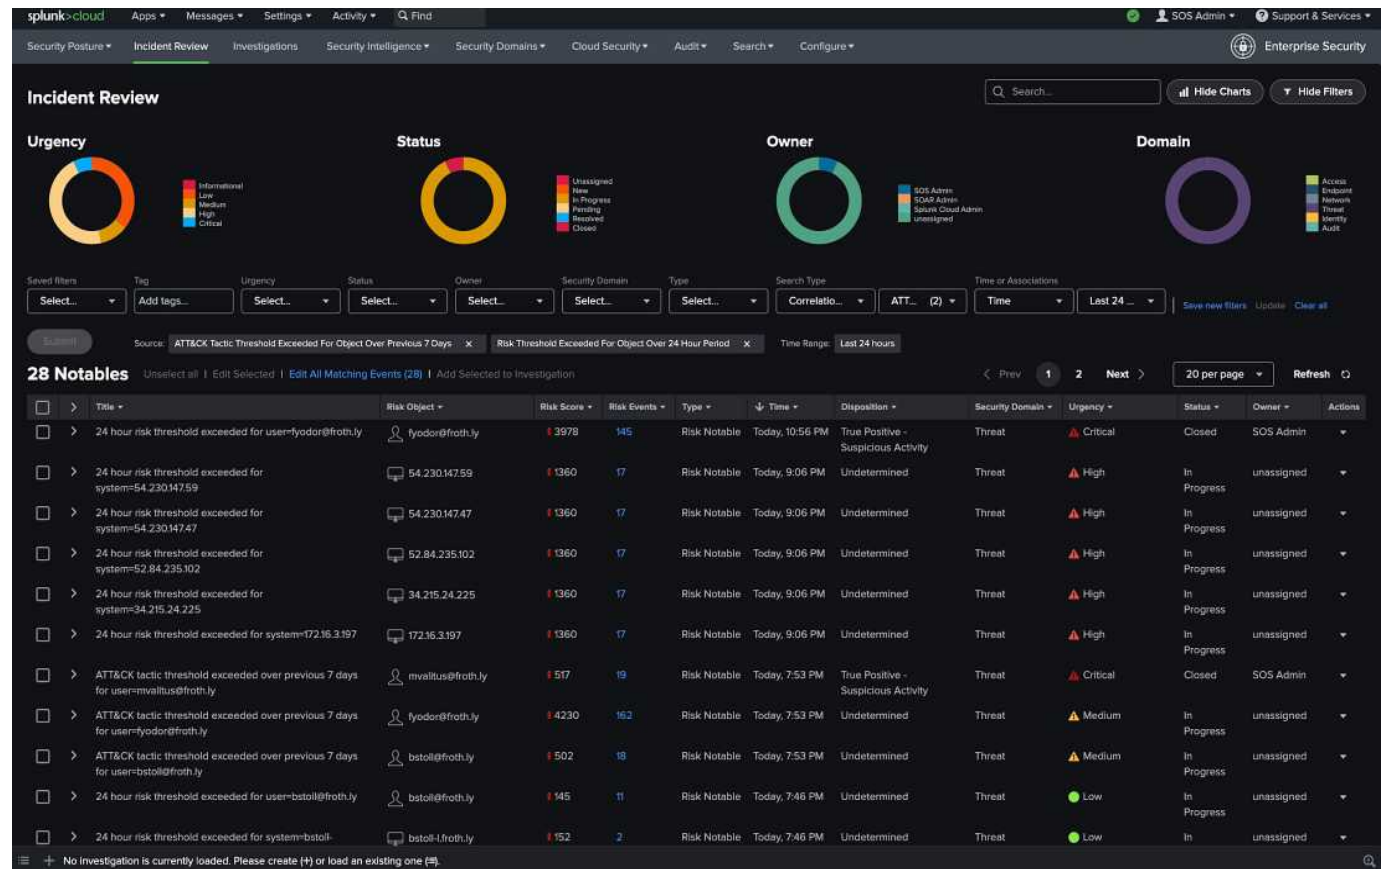 splunk>cloud Apps ▾ Messages ▾ Settings ▾ Activity ▾ Find SOS Admin ▾ Support & Services ▾
Security Posture ▾ Incident Review Investigations Security Intelligence ▾ Security Domains ▾ Cloud Security ▾ Audit ▾ Search ▾ Configure ▾ Enterprise Security
Incident Review Search... Hide Charts Hide Filters
Urgency Status Owner Domain
Informational
Low
Medium
High
Critical
Unassigned
New
In Progress
Pending
Resolved
Closed
SOS Admin
SOAR Admin
Splunk Cloud Admin
unassigned
Access
Endpoint
Network
Threat
Identity
Audit
Saved filters Tag Urgency Status Owner Security Domain Type Search Type Time or Associations
Select... Add tags... Select... Select... Select... Select... Select... Correlatio... ATT... (2) Time Last 24 ... Save new filters Update Clear all
Submit Source: ATT&CK Tactic Threshold Exceeded For Object Over Previous 7 Days x Risk Threshold Exceeded For Object Over 24 Hour Period x Time Range: Last 24 hours
28 Notables Unselect all | Edit Selected | Edit All Matching Events (28) | Add Selected to Investigation < Prev 1 2 Next > 20 per page Refresh
Title Risk Object Risk Score Risk Events Type Time Disposition Security Domain Urgency Status Owner Actions
24 hour risk threshold exceeded for user=fyodor@froth.ly fyodor@froth.ly 3978 145 Risk Notable Today, 10:56 PM True Positive - Threat Critical Closed SOS Admin
Suspicious Activity
24 hour risk threshold exceeded for 54.230.147.59 1360 17 Risk Notable Today, 9:06 PM Undetermined Threat High In unassigned
system=54.230.147.59 Progress
24 hour risk threshold exceeded for 54.230.147.47 1360 17 Risk Notable Today, 9:06 PM Undetermined Threat High In unassigned
system=54.230.147.47 Progress
24 hour risk threshold exceeded for 52.84.235.102 1360 17 Risk Notable Today, 9:06 PM Undetermined Threat High In unassigned
system=52.84.235.102 Progress
24 hour risk threshold exceeded for 34.215.24.225 1360 17 Risk Notable Today, 9:06 PM Undetermined Threat High In unassigned
system=34.215.24.225 Progress
24 hour risk threshold exceeded for system=172.16.3.197 172.16.3.197 1360 17 Risk Notable Today, 9:06 PM Undetermined Threat High In unassigned
Progress
ATT&CK tactic threshold exceeded over previous 7 days mvalitus@froth.ly 517 19 Risk Notable Today, 7:53 PM True Positive - Threat Critical Closed SOS Admin
for user=mvalitus@froth.ly Suspicious Activity
ATT&CK tactic threshold exceeded over previous 7 days fyodor@froth.ly 4230 162 Risk Notable Today, 7:53 PM Undetermined Threat Medium In unassigned
for user=fyodor@froth.ly Progress
ATT&CK tactic threshold exceeded over previous 7 days bstoll@froth.ly 502 18 Risk Notable Today, 7:53 PM Undetermined Threat Medium In unassigned
for user=bstoll@froth.ly Progress
24 hour risk threshold exceeded for user=bstoll@froth.ly bstoll@froth.ly 145 11 Risk Notable Today, 7:46 PM Undetermined Threat Low In unassigned
Progress
24 hour risk threshold exceeded for system=bstoll- bstoll-l.froth.ly 152 2 Risk Notable Today, 7:46 PM Undetermined Threat Low In unassigned
No investigation is currently loaded. Please create (+) or load an existing one (≡).